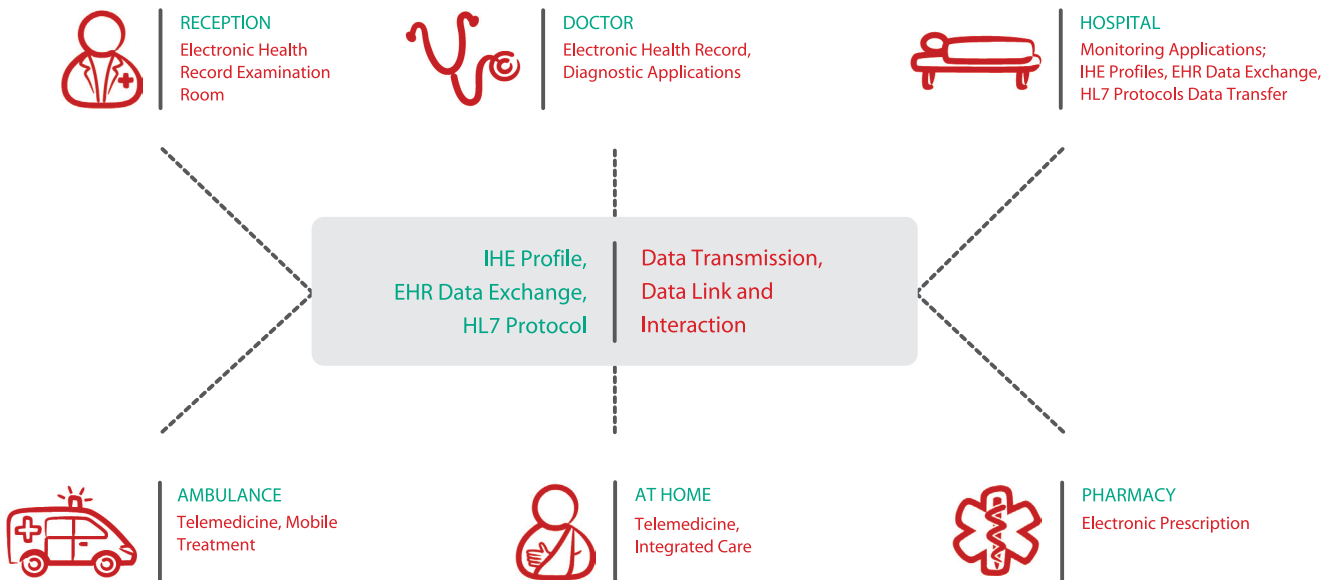 RECEPTION
Electronic Health
Record Examination
Room
DOCTOR
Electronic Health Record,
Diagnostic Applications
HOSPITAL
Monitoring Applications;
IHE Profiles, EHR Data Exchange,
HL7 Protocols Data Transfer
IHE Profile,
EHR Data Exchange,
HL7 Protocol
Data Transmission,
Data Link and
Interaction
AMBULANCE
Telemedicine, Mobile
Treatment
AT HOME
Telemedicine,
Integrated Care
PHARMACY
Electronic Prescription